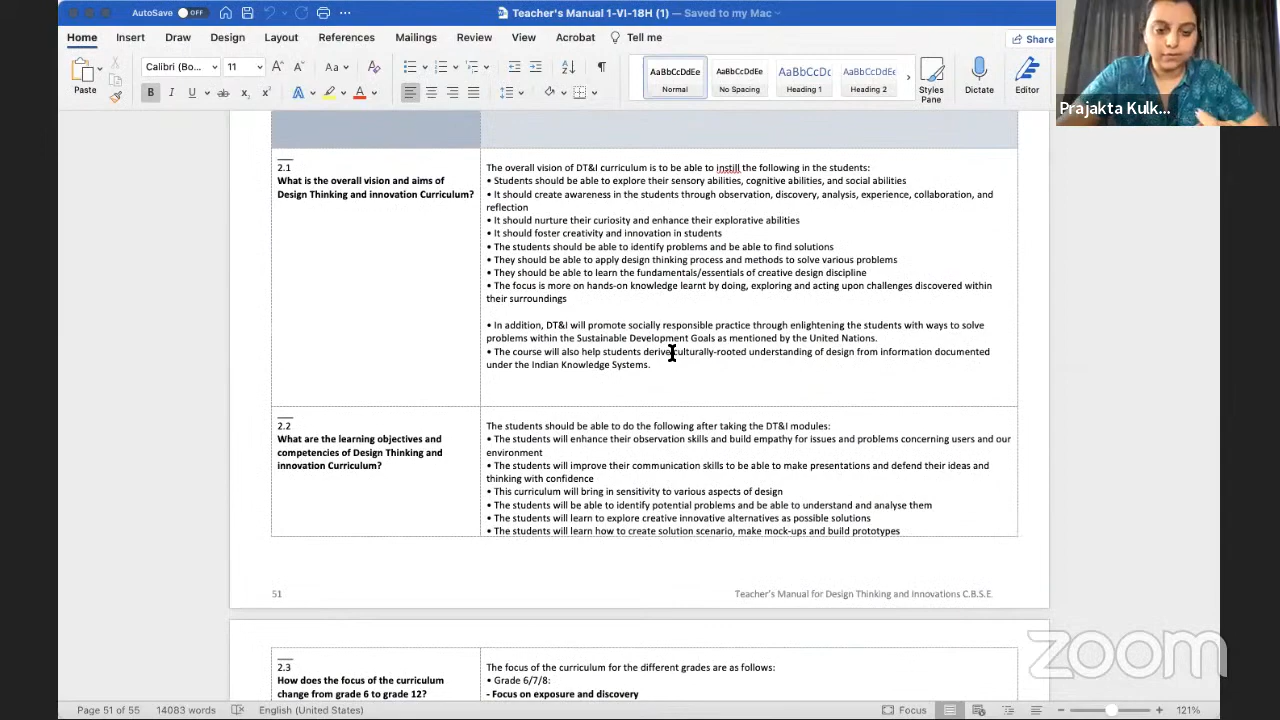 AutoSave OFF
Teacher's Manual 1-VI-18H (1) — Saved to my Mac
Home Insert Draw Design Layout References Mailings Review View Acrobat Tell me
Share
Prajakta Kulk...
Paste
Calibri (Bo... 11
AaBbCcDdEe AaBbCcDdEe AaBbCcDc AaBbCcDdEe
Normal No Spacing Heading 1 Heading 2
Styles Pane
Dictate
Editor
2.1
What is the overall vision and aims of
Design Thinking and innovation Curriculum?
The overall vision of DT&I curriculum is to be able to instill the following in the students:
• Students should be able to explore their sensory abilities, cognitive abilities, and social abilities
• It should create awareness in the students through observation, discovery, analysis, experience, collaboration, and
reflection
• It should nurture their curiosity and enhance their explorative abilities
• It should foster creativity and innovation in students
• The students should be able to identify problems and be able to find solutions
• They should be able to apply design thinking process and methods to solve various problems
• They should be able to learn the fundamentals/essentials of creative design discipline
• The focus is more on hands-on knowledge learnt by doing, exploring and acting upon challenges discovered within
their surroundings
• In addition, DT&I will promote socially responsible practice through enlightening the students with ways to solve
problems within the Sustainable Development Goals as mentioned by the United Nations.
• The course will also help students derive culturally-rooted understanding of design from information documented
under the Indian Knowledge Systems.
2.2
What are the learning objectives and
competencies of Design Thinking and
innovation Curriculum?
The students should be able to do the following after taking the DT&I modules:
• The students will enhance their observation skills and build empathy for issues and problems concerning users and our
environment
• The students will improve their communication skills to be able to make presentations and defend their ideas and
thinking with confidence
• This curriculum will bring in sensitivity to various aspects of design
• The students will be able to identify potential problems and be able to understand and analyse them
• The students will learn to explore creative innovative alternatives as possible solutions
• The students will learn how to create solution scenario, make mock-ups and build prototypes
51
Teacher's Manual for Design Thinking and Innovations C.B.S.E.
zoom
2.3
How does the focus of the curriculum
change from grade 6 to grade 12?
The focus of the curriculum for the different grades are as follows:
• Grade 6/7/8:
- Focus on exposure and discovery
Page 51 of 55 14083 words English (United States) Focus 121%